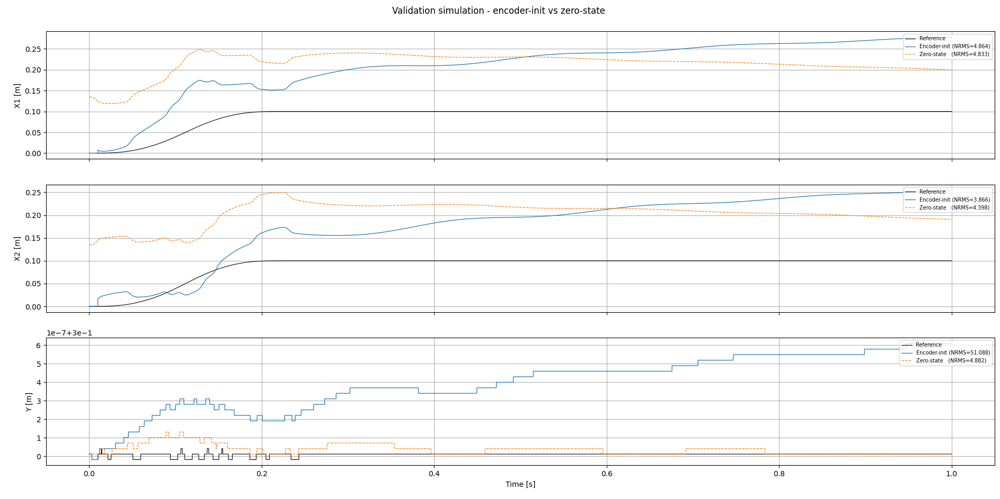 Validation simulation - encoder-init vs zero-state
X1 [m]
0.25
0.20
0.15
0.10
0.05
0.00
Reference
Encoder-init (NRMS=4.864)
Zero-state (NRMS=4.833)
X2 [m]
0.25
0.20
0.15
0.10
0.05
0.00
Reference
Encoder-init (NRMS=3.866)
Zero-state (NRMS=4.398)
1e−7+3e−1
Y [m]
6
5
4
3
2
1
0
Reference
Encoder-init (NRMS=51.088)
Zero-state (NRMS=4.882)
0.0 0.2 0.4 0.6 0.8 1.0
Time [s]